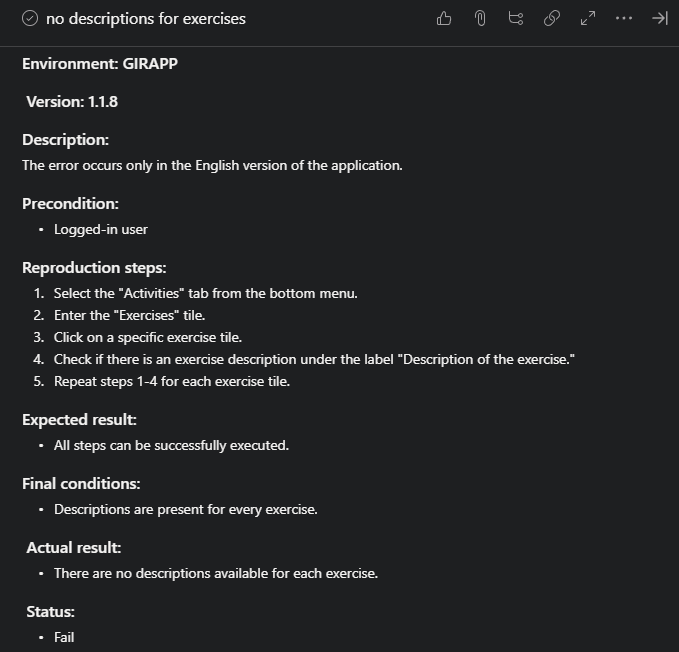 no descriptions for exercises
Environment: GIRAPP
Version: 1.1.8
Description:
The error occurs only in the English version of the application.
Precondition:
• Logged-in user
Reproduction steps:
1. Select the "Activities" tab from the bottom menu.
2. Enter the "Exercises" tile.
3. Click on a specific exercise tile.
4. Check if there is an exercise description under the label "Description of the exercise."
5. Repeat steps 1-4 for each exercise tile.
Expected result:
• All steps can be successfully executed.
Final conditions:
• Descriptions are present for every exercise.
Actual result:
• There are no descriptions available for each exercise.
Status:
• Fail